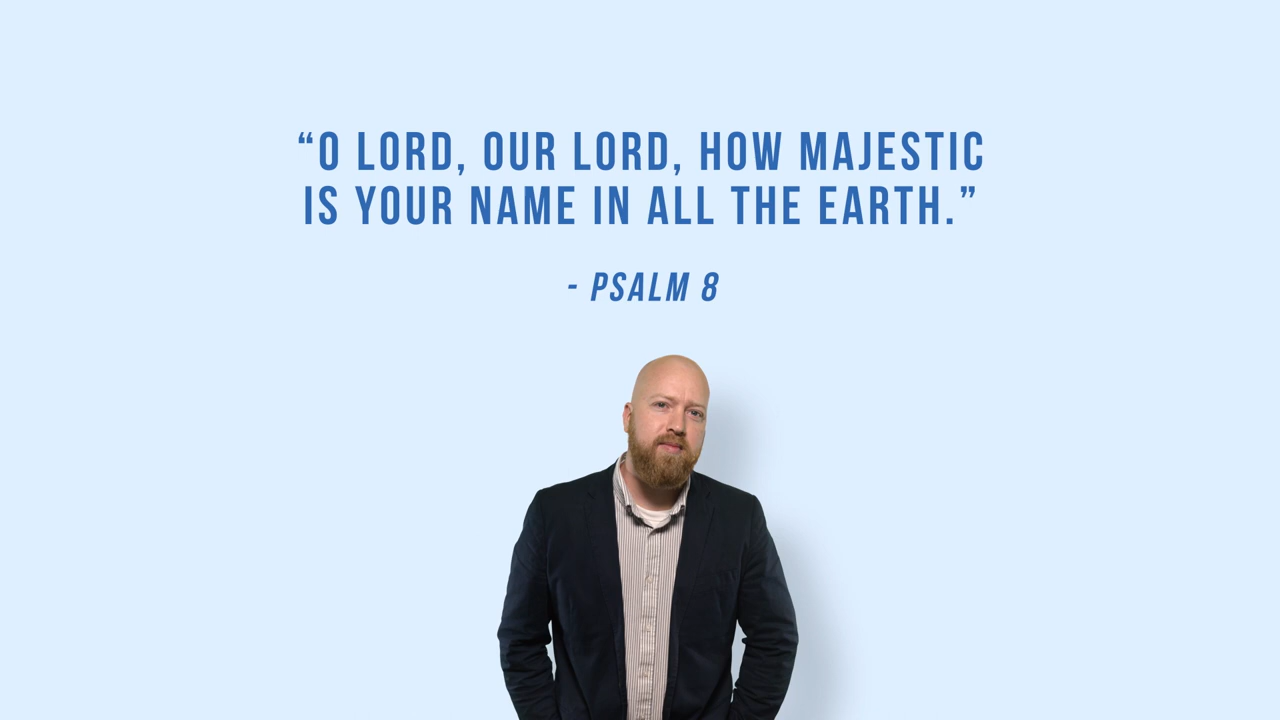 “O LORD, OUR LORD, HOW MAJESTIC
IS YOUR NAME IN ALL THE EARTH.”
- PSALM 8